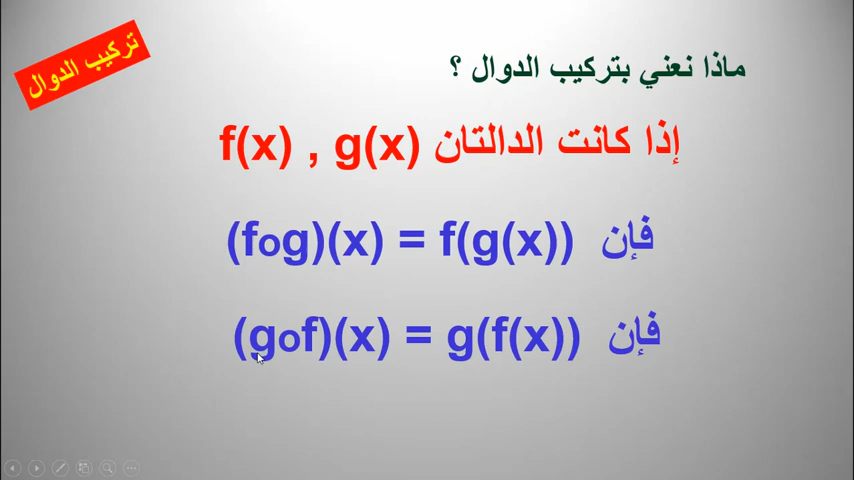 تركيب الدوال
ماذا نعني بتركيب الدوال ؟
إذا كانت الدالتان f(x) , g(x)
فإن (fog)(x) = f(g(x))
فإن (gof)(x) = g(f(x))